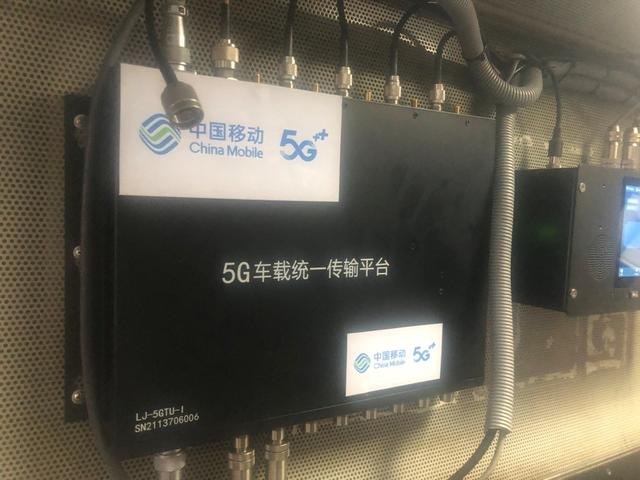 中国移动
China Mobile
5G++
5G车载统一传输平台
中国移动
China Mobile
5G++
LJ-5GTU-I
SN2113706006